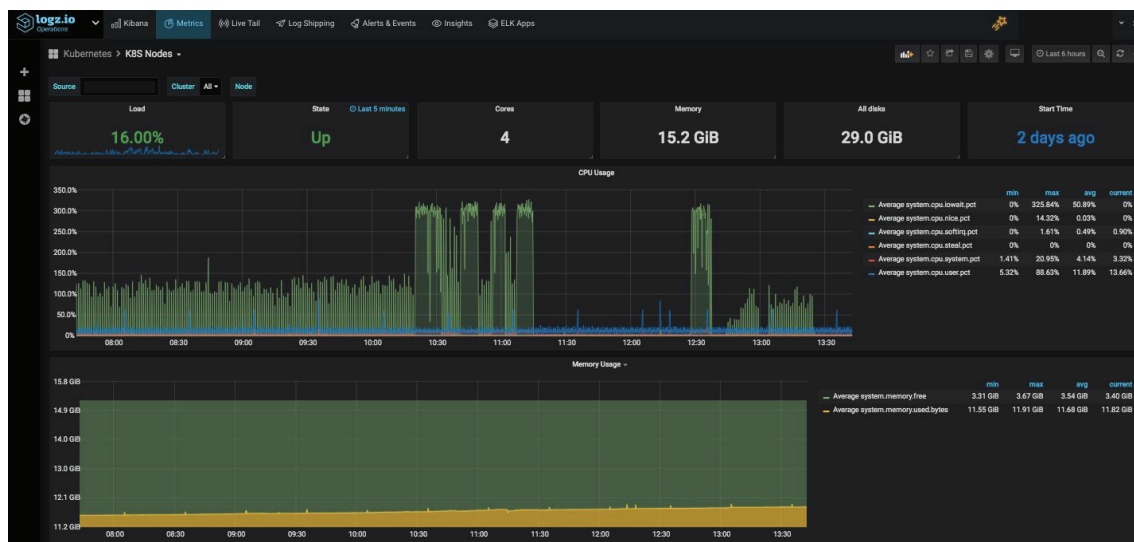 logz.io
Operations
Kibana
Metrics
Live Tail
Log Shipping
Alerts & Events
Insights
ELK Apps
Kubernetes > K8S Nodes
Last 6 hours
Source
Cluster All
Node
Load
16.00%
State
Last 5 minutes
Up
Cores
4
Memory
15.2 GiB
All disks
29.0 GiB
Start Time
2 days ago
CPU Usage
350.0%
300.0%
250.0%
200.0%
150.0%
100.0%
50.0%
0%
08:00 08:30 09:00 09:30 10:00 10:30 11:00 11:30 12:00 12:30 13:00 13:30
min max avg current
Average system.cpu.iowait.pct 0% 325.84% 50.89% 0%
Average system.cpu.nice.pct 0% 14.32% 0.03% 0%
Average system.cpu.softirq.pct 0% 1.61% 0.49% 0.90%
Average system.cpu.steal.pct 0% 0% 0% 0%
Average system.cpu.system.pct 1.41% 20.95% 4.14% 3.32%
Average system.cpu.user.pct 5.32% 88.63% 11.89% 13.66%
Memory Usage
15.8 GiB
14.9 GiB
14.0 GiB
13.0 GiB
12.1 GiB
11.2 GiB
08:00 08:30 09:00 09:30 10:00 10:30 11:00 11:30 12:00 12:30 13:00 13:30
min max avg current
Average system.memory.free 3.31 GiB 3.67 GiB 3.54 GiB 3.40 GiB
Average system.memory.used.bytes 11.55 GiB 11.91 GiB 11.68 GiB 11.82 GiB